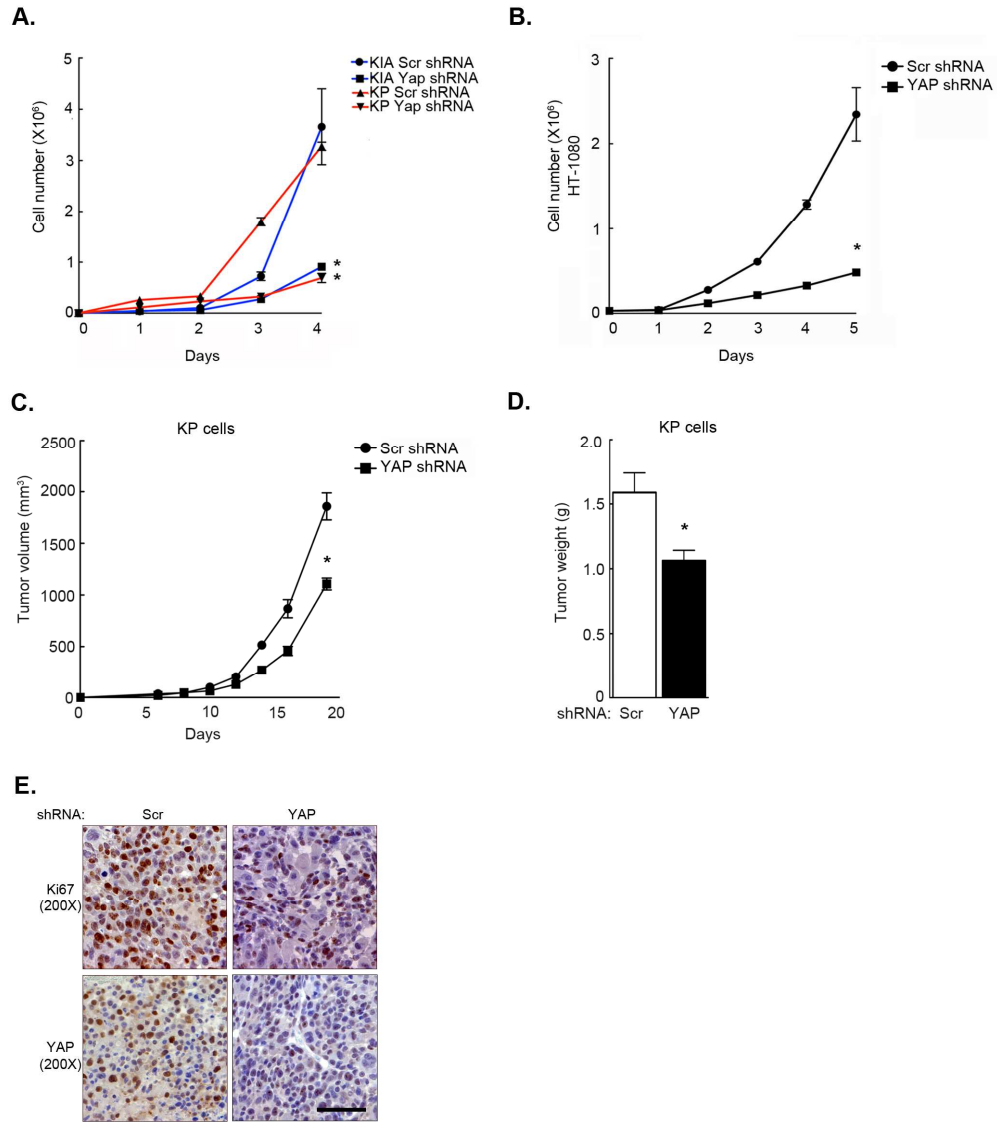 A.
Cell number (X10⁶)
5
4
3
2
1
0
0 1 2 3 4
Days
KIA Scr shRNA
KIA Yap shRNA
KP Scr shRNA
KP Yap shRNA
*
*
B.
Cell number (X10⁶)
HT-1080
3
2
1
0
0 1 2 3 4 5
Days
Scr shRNA
YAP shRNA
*
C.
KP cells
Tumor volume (mm³)
2500
2000
1500
1000
500
0
0 5 10 15 20
Days
Scr shRNA
YAP shRNA
*
D.
KP cells
Tumor weight (g)
2.0
1.5
1.0
0.5
0
*
shRNA: Scr YAP
E.
shRNA: Scr YAP
Ki67
(200X)
YAP
(200X)